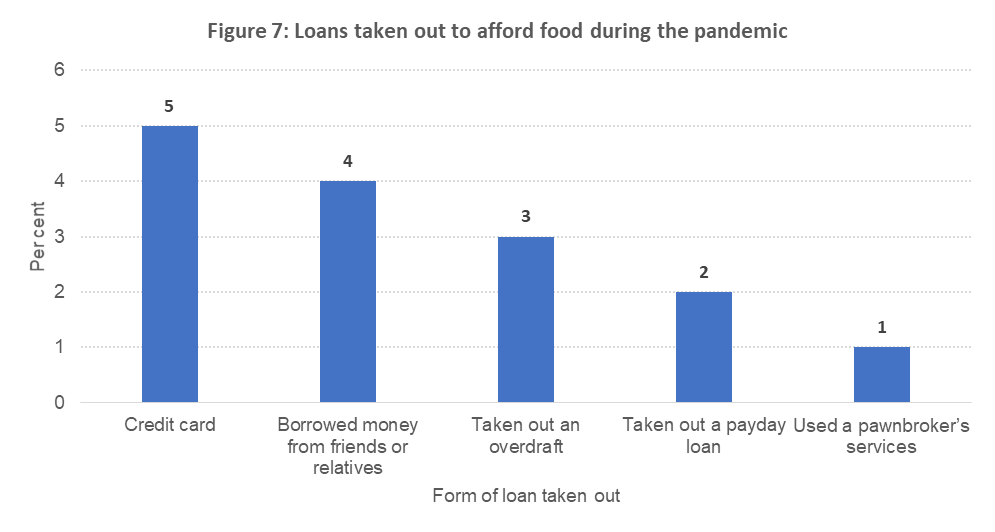 Figure 7: Loans taken out to afford food during the pandemic
6
5
4
3
2
1
0
Per cent
5
4
3
2
1
Credit card
Borrowed money
from friends or
relatives
Taken out an
overdraft
Taken out a payday
loan
Used a pawnbroker’s
services
Form of loan taken out